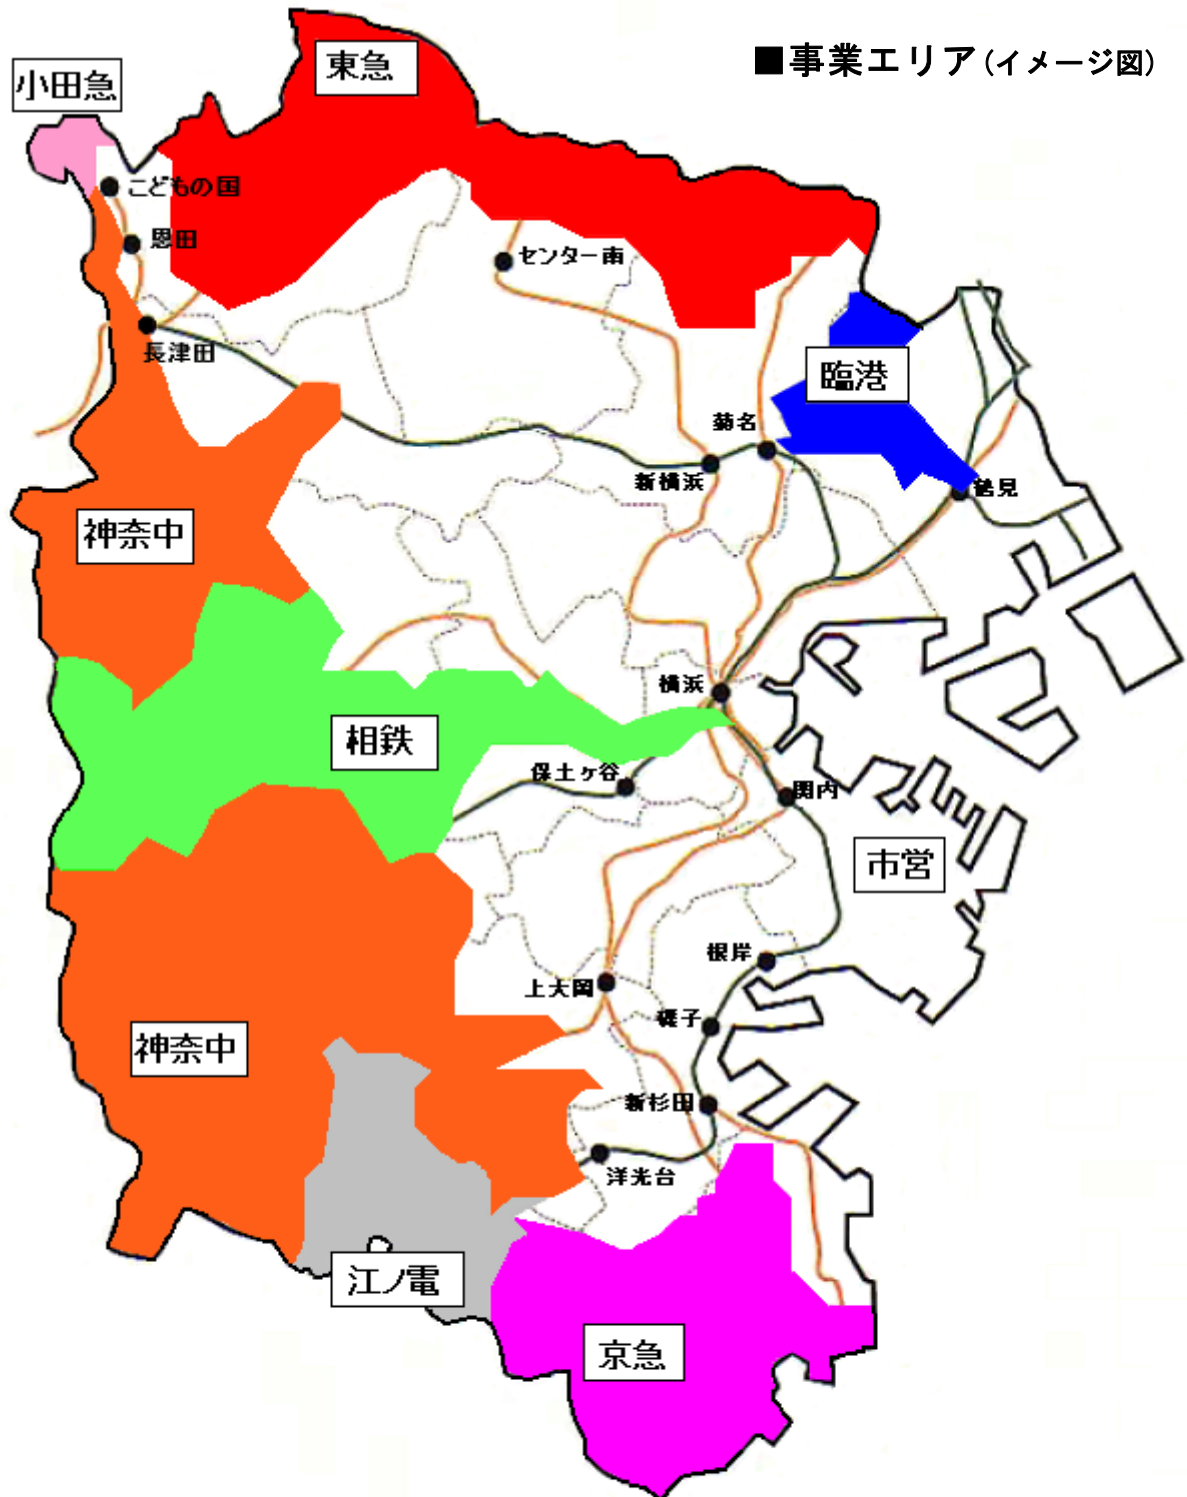 ■事業エリア(イメージ図)
東急
小田急
こどもの国
恩田
センター南
長津田
臨港
菊名
新横浜
鶴見
神奈中
横浜
相鉄
保土ヶ谷
関内
市営
根岸
上大岡
磯子
神奈中
新杉田
洋光台
江ノ電
京急